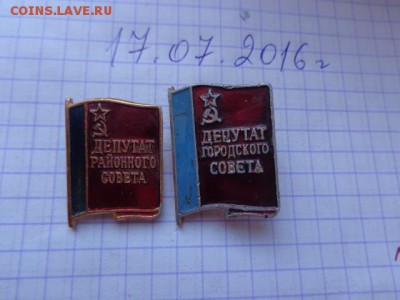 COINS.LAVE.RU
17.07.2016г
ДЕПУТАТ
РАЙОННОГО
СОВЕТА
ДЕПУТАТ
ГОРОДСКОГО
СОВЕТА